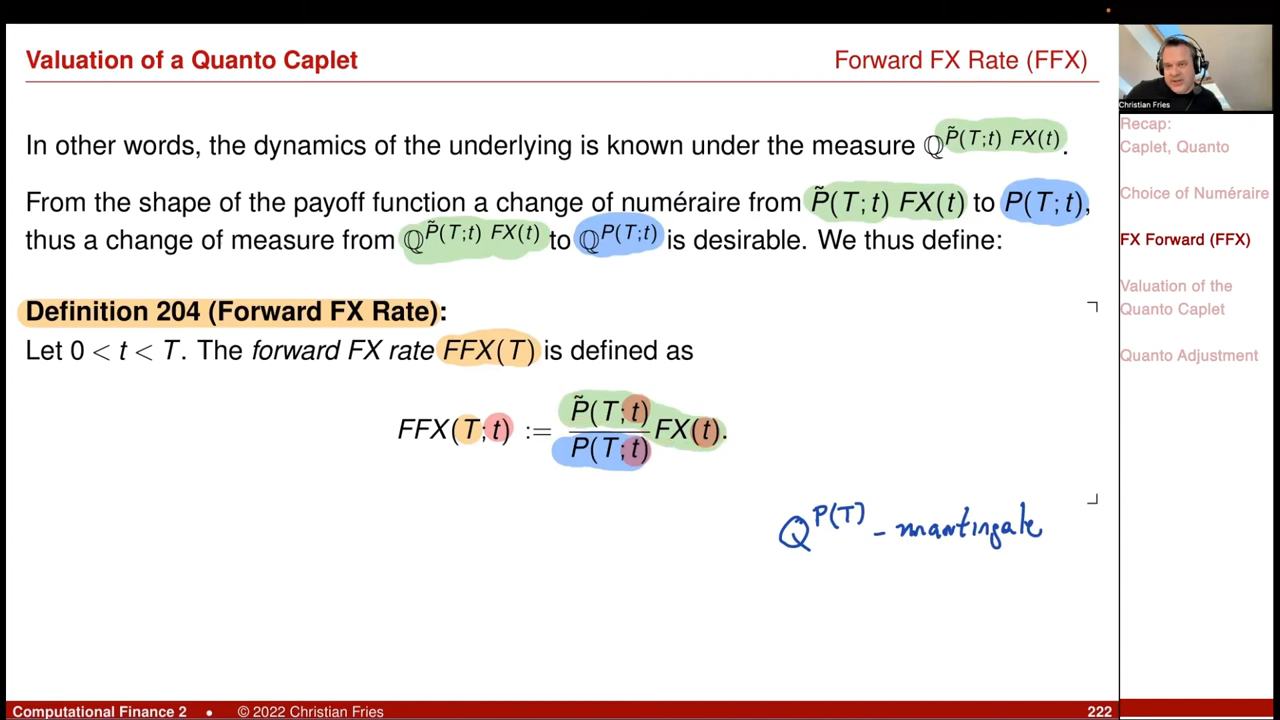 Valuation of a Quanto Caplet
Forward FX Rate (FFX)
In other words, the dynamics of the underlying is known under the measure ℚ^P̃(T;t) FX(t).
From the shape of the payoff function a change of numéraire from P̃(T;t) FX(t) to P(T;t),
thus a change of measure from ℚ^P̃(T;t) FX(t) to ℚ^P(T;t) is desirable. We thus define:
Definition 204 (Forward FX Rate):
Let 0 < t < T. The forward FX rate FFX(T) is defined as
FFX(T;t) := P̃(T;t)/P(T;t) FX(t).
Q^P(T) - martingale
Computational Finance 2 • © 2022 Christian Fries
222
Christian Fries
Recap:
Caplet, Quanto
Choice of Numéraire
FX Forward (FFX)
Valuation of the
Quanto Caplet
Quanto Adjustment